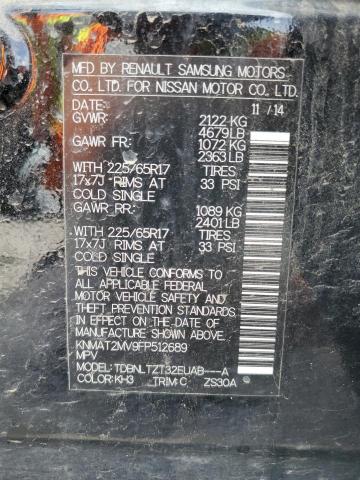 MFD BY RENAULT SAMSUNG MOTORS
CO. LTD. FOR NISSAN MOTOR CO., LTD.
DATE: 11 /14
GVWR: 2122 KG
4679 LB
GAWR FR: 1072 KG
2363 LB
WITH 225/65R17 TIRES
17x7J RIMS AT 33 PSI
COLD SINGLE
GAWR RR: 1089 KG
2401 LB
WITH 225/65R17 TIRES
17x7J RIMS AT 33 PSI
COLD SINGLE
THIS VEHICLE CONFORMS TO
ALL APPLICABLE FEDERAL
MOTOR VEHICLE SAFETY AND
THEFT PREVENTION STANDARDS
IN EFFECT ON THE DATE OF
MANUFACTURE SHOWN ABOVE.
KNMAT2MV9FP512689
MPV
MODEL: TDBNLTZT32EUAB----A
COLOR: KH3 TRIM: C ZS30A